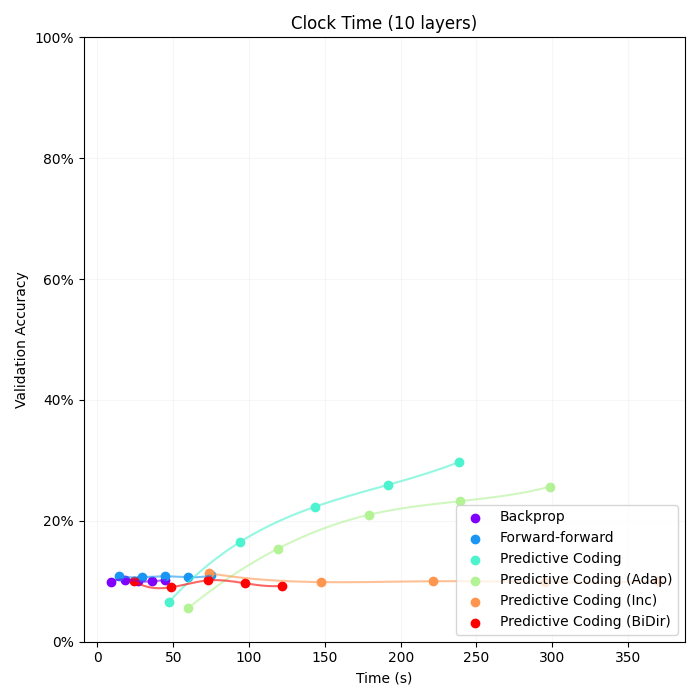 Clock Time (10 layers)
100%
80%
60%
40%
20%
0%
Validation Accuracy
Backprop
Forward-forward
Predictive Coding
Predictive Coding (Adap)
Predictive Coding (Inc)
Predictive Coding (BiDir)
0 50 100 150 200 250 300 350
Time (s)